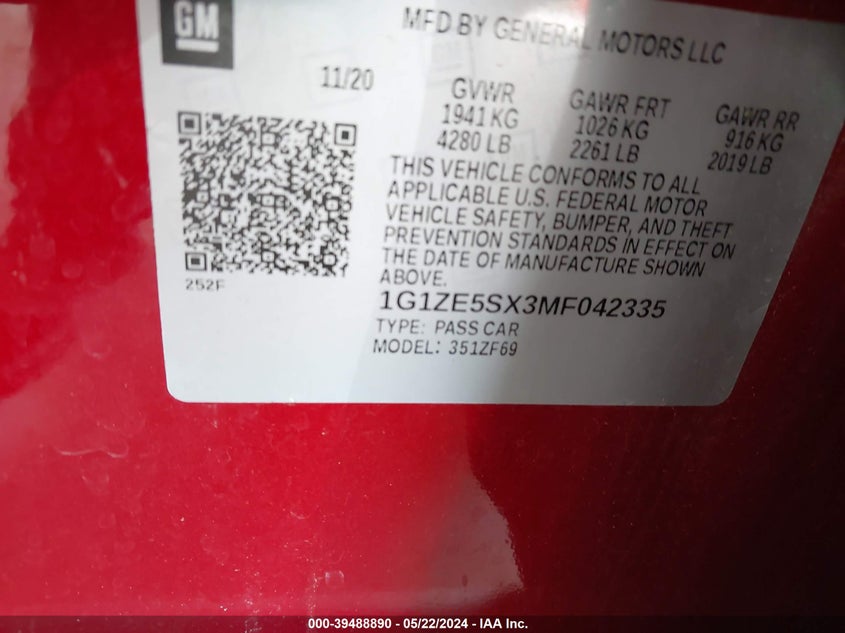 GM
MFD BY GENERAL MOTORS LLC
11/20 GVWR GAWR FRT GAWR RR
1941 KG 1026 KG 916 KG
4280 LB 2261 LB 2019 LB
THIS VEHICLE CONFORMS TO ALL
APPLICABLE U.S. FEDERAL MOTOR
VEHICLE SAFETY, BUMPER, AND THEFT
PREVENTION STANDARDS IN EFFECT ON
THE DATE OF MANUFACTURE SHOWN
ABOVE.
252F
1G1ZE5SX3MF042335
TYPE: PASS CAR
MODEL: 351ZF69
000-39488890 - 05/22/2024 - IAA Inc.